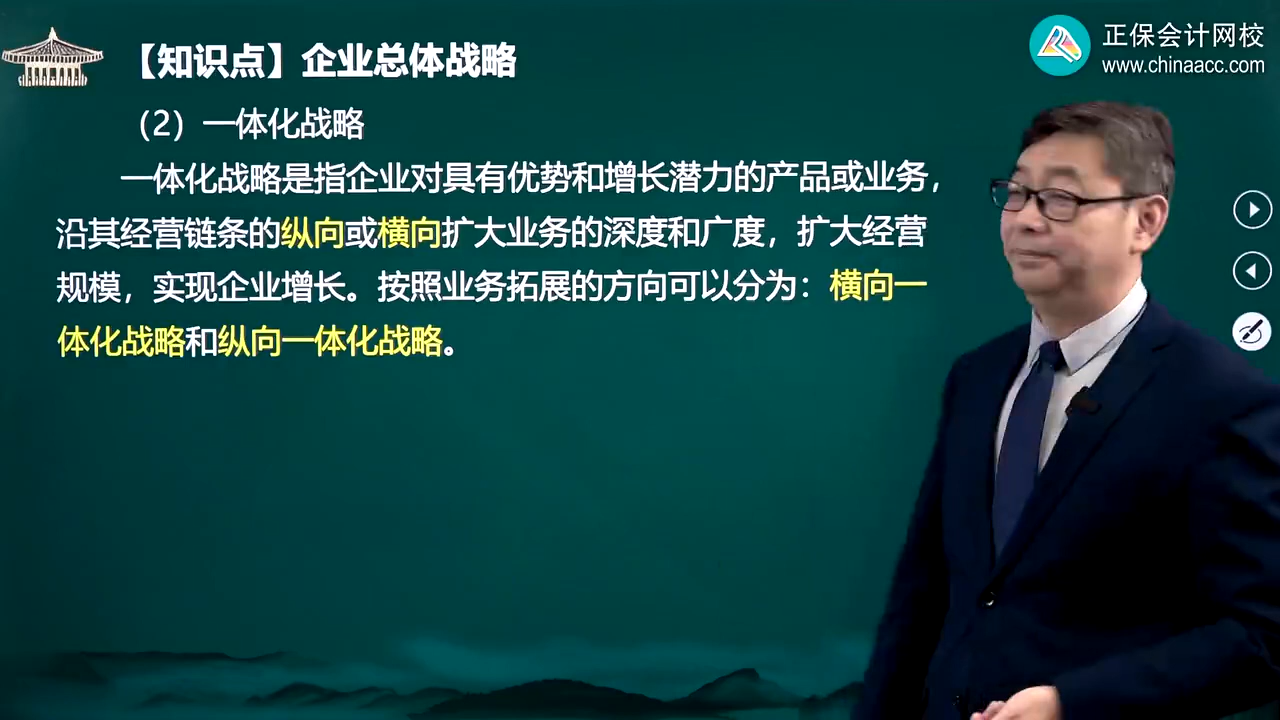 【知识点】企业总体战略
正保会计网校
www.chinaacc.com
（2）一体化战略
一体化战略是指企业对具有优势和增长潜力的产品或业务，
沿其经营链条的纵向或横向扩大业务的深度和广度，扩大经营
规模，实现企业增长。按照业务拓展的方向可以分为：横向一
体化战略和纵向一体化战略。